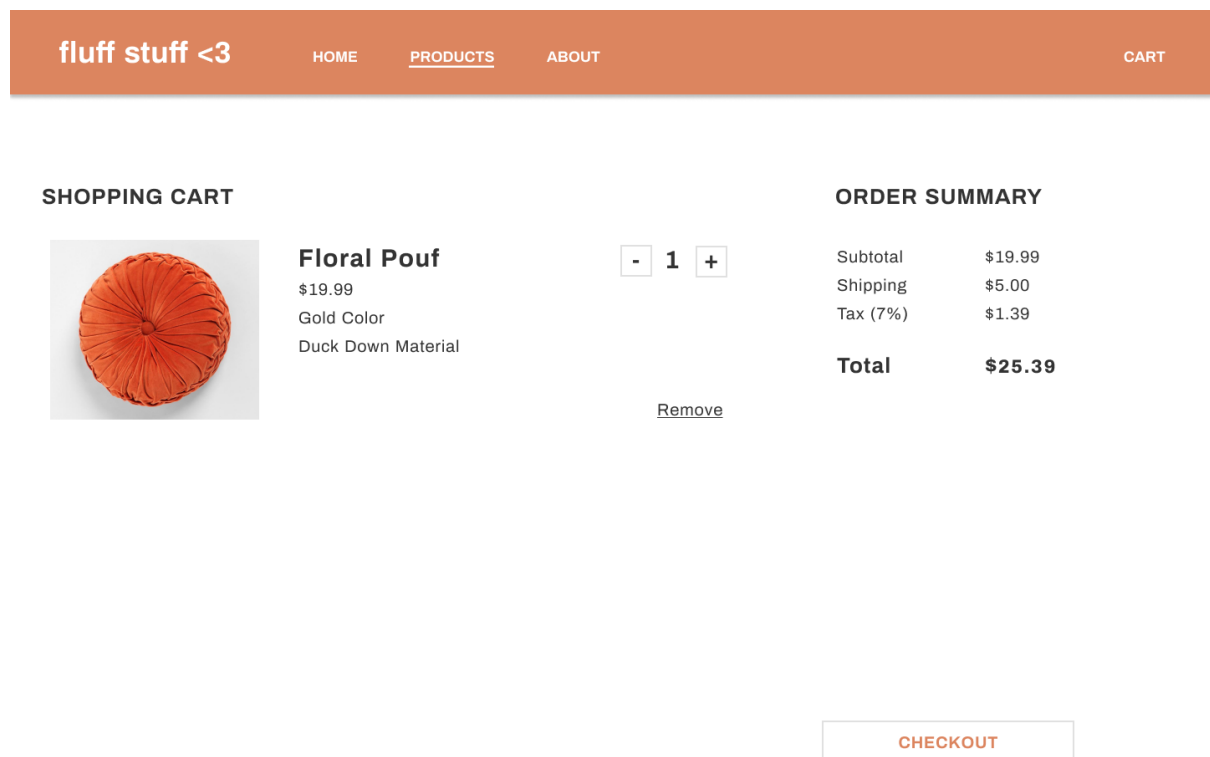 fluff stuff <3 HOME PRODUCTS ABOUT CART
SHOPPING CART
Floral Pouf
$19.99
Gold Color
Duck Down Material
- 1 +
Remove
ORDER SUMMARY
Subtotal $19.99
Shipping $5.00
Tax (7%) $1.39
Total $25.39
CHECKOUT